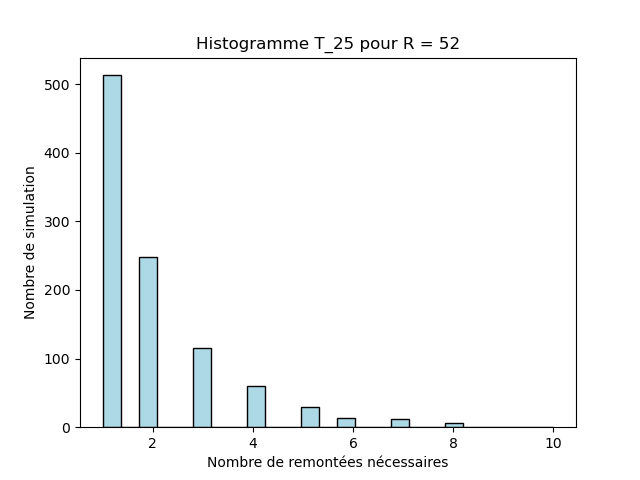 Histogramme T_25 pour R = 52
500
400
300
200
100
0
Nombre de simulation
2 4 6 8 10
Nombre de remontées nécessaires